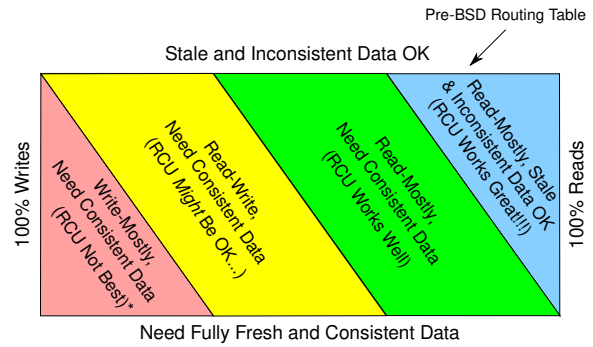 Pre-BSD Routing Table
Stale and Inconsistent Data OK
100% Writes
Write-Mostly,
Need Consistent Data
(RCU Not Best)*
Read-Write,
Need Consistent Data
(RCU Might Be OK...)
Read-Mostly,
Need Consistent Data
(RCU Works Well)
Read-Mostly, Stale
& Inconsistent Data OK
(RCU Works Great!!!)
100% Reads
Need Fully Fresh and Consistent Data